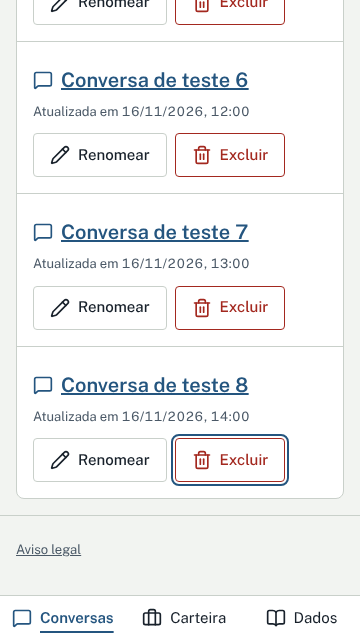 Renomear Excluir
Conversa de teste 6
Atualizada em 16/11/2026, 12:00
Renomear Excluir
Conversa de teste 7
Atualizada em 16/11/2026, 13:00
Renomear Excluir
Conversa de teste 8
Atualizada em 16/11/2026, 14:00
Renomear Excluir
Aviso legal
Conversas Carteira Dados